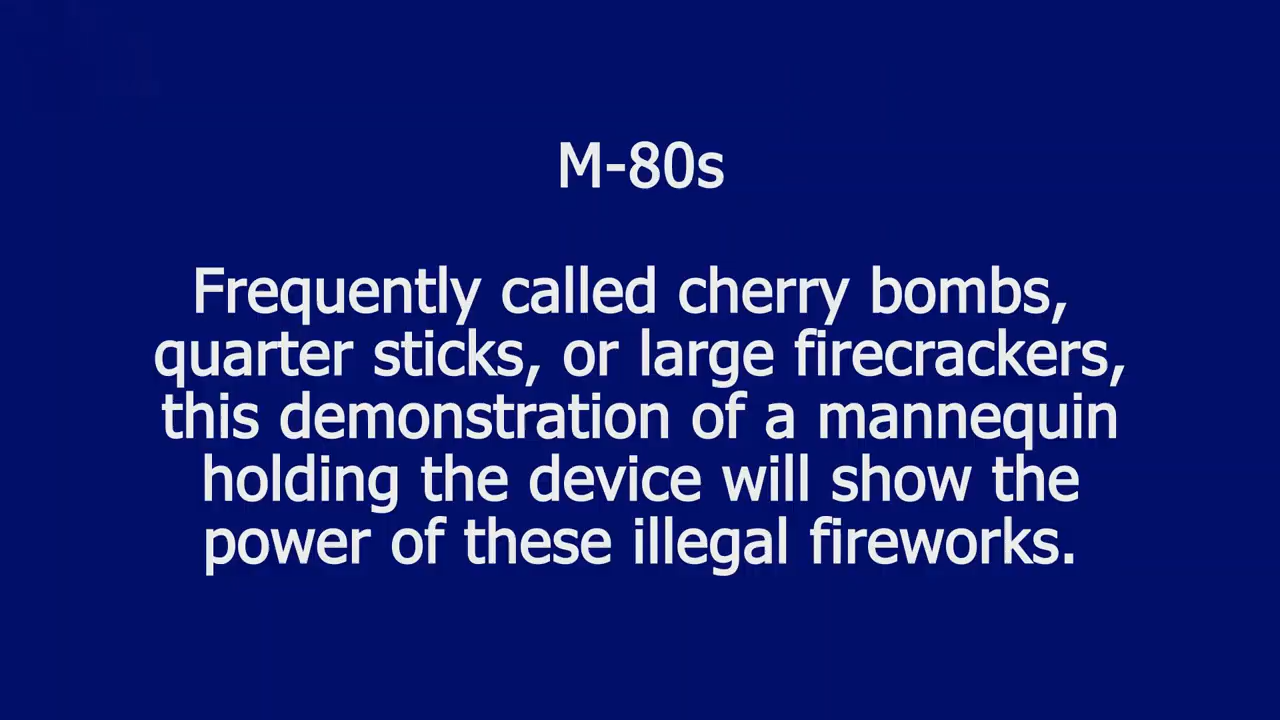 M-80s
Frequently called cherry bombs,
quarter sticks, or large firecrackers,
this demonstration of a mannequin
holding the device will show the
power of these illegal fireworks.